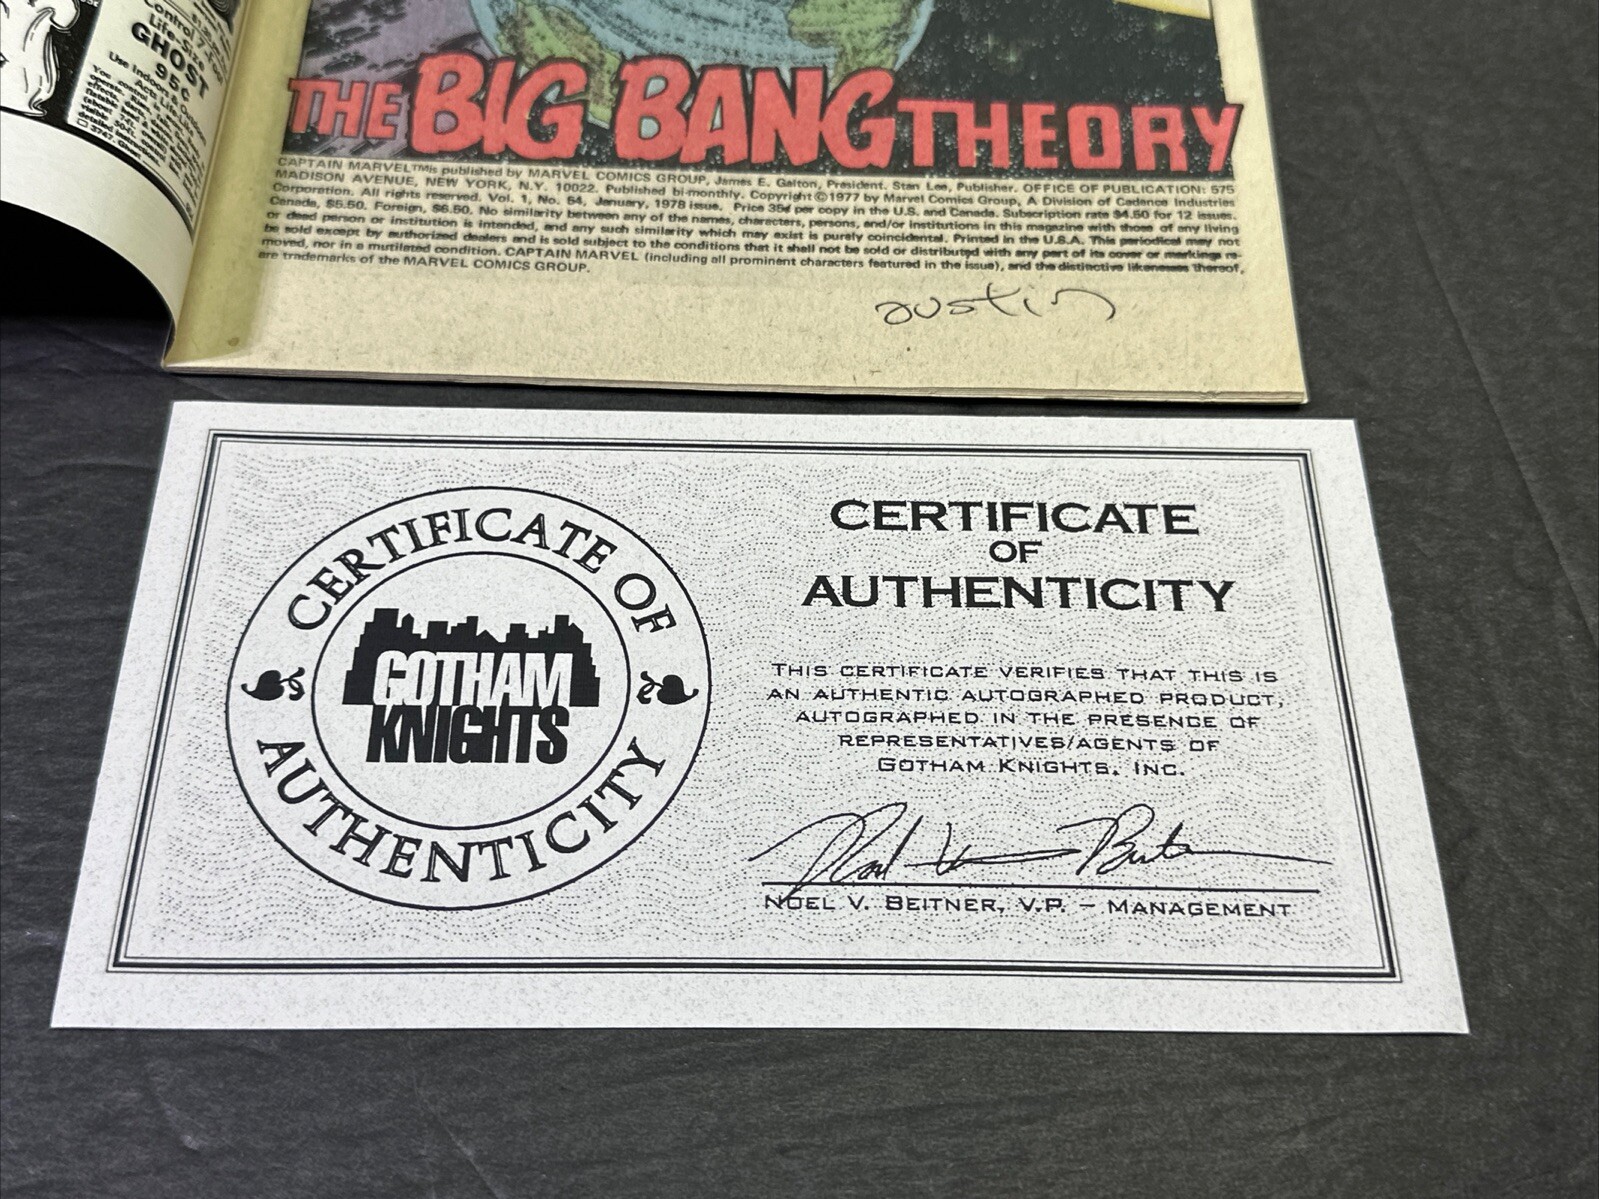 Control 7-Foot
Life-Size
GHOST
95¢
Use Indoors & Outdoors
THE BIG BANG THEORY
CAPTAIN MARVEL™ is published by MARVEL COMICS GROUP, James E. Galton, President. Stan Lee, Publisher. OFFICE OF PUBLICATION: 575
MADISON AVENUE, NEW YORK, N.Y. 10022. Published bi-monthly. Copyright ©1977 by Marvel Comics Group, A Division of Cadence Industries
Corporation. All rights reserved. Vol. 1, No. 54, January, 1978 issue. Price 35¢ per copy in the U.S. and Canada. Subscription rate $4.50 for 12 issues.
Canada, $5.50. Foreign, $6.50. No similarity between any of the names, characters, persons, and/or institutions in this magazine with those of any living
or dead person or institution is intended, and any such similarity which may exist is purely coincidental. Printed in the U.S.A. This periodical may not
be sold except by authorized dealers and is sold subject to the conditions that it shall not be sold or distributed with any part of its cover or markings re-
moved, nor in a mutilated condition. CAPTAIN MARVEL (including all prominent characters featured in the issue), and the distinctive likenesses thereof,
are trademarks of the MARVEL COMICS GROUP.
austin
CERTIFICATE OF
GOTHAM
KNIGHTS
AUTHENTICITY
CERTIFICATE
OF
AUTHENTICITY
THIS CERTIFICATE VERIFIES THAT THIS IS
AN AUTHENTIC AUTOGRAPHED PRODUCT,
AUTOGRAPHED IN THE PRESENCE OF
REPRESENTATIVES/AGENTS OF
GOTHAM KNIGHTS, INC.
NOEL V. BEITNER, V.P. – MANAGEMENT